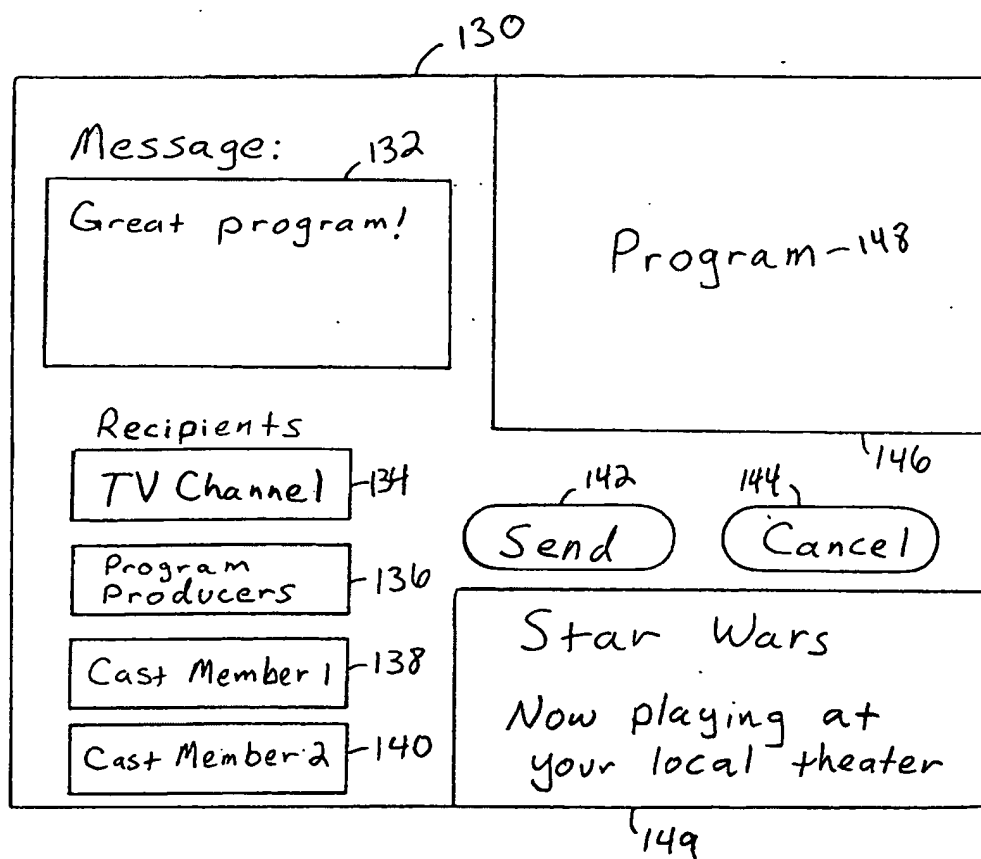 130
Message:
132
Great program!
Program - 148
Recipients
146
TV Channel
134
142
144
Send
Cancel
Program
Producers
136
Star Wars
Cast Member 1
138
Now playing at
your local theater
Cast Member 2
140
149